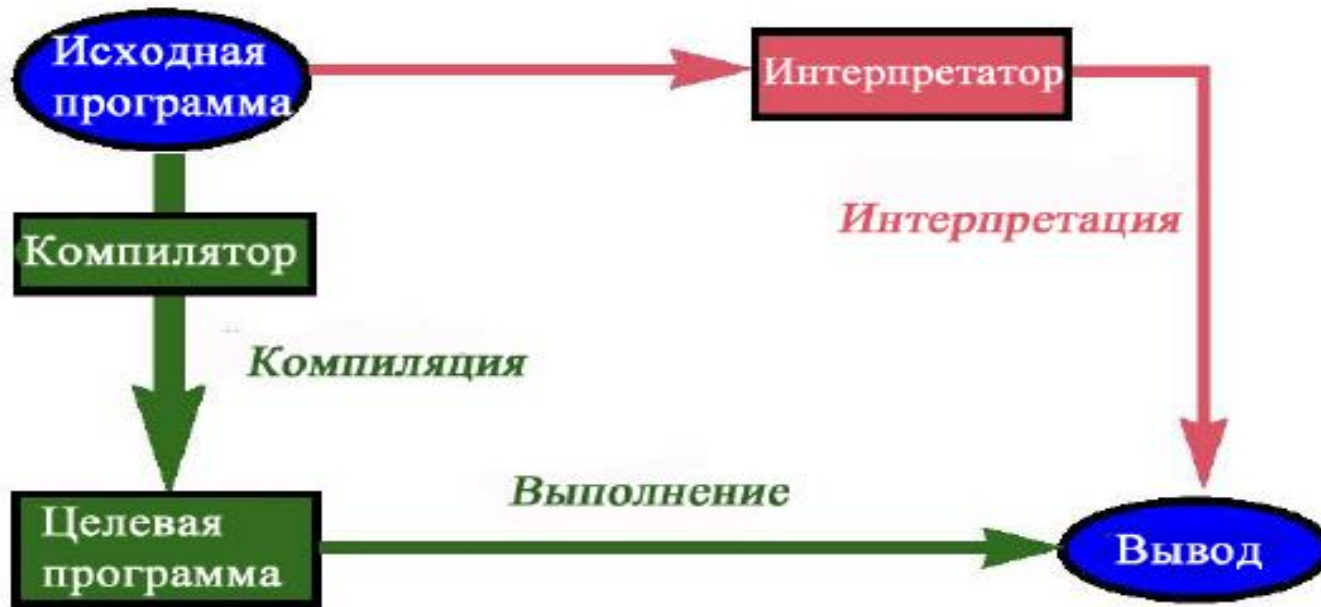 Исходная
программа
Интерпретатор
Интерпретация
Компилятор
Компиляция
Выполнение
Целевая
программа
Вывод